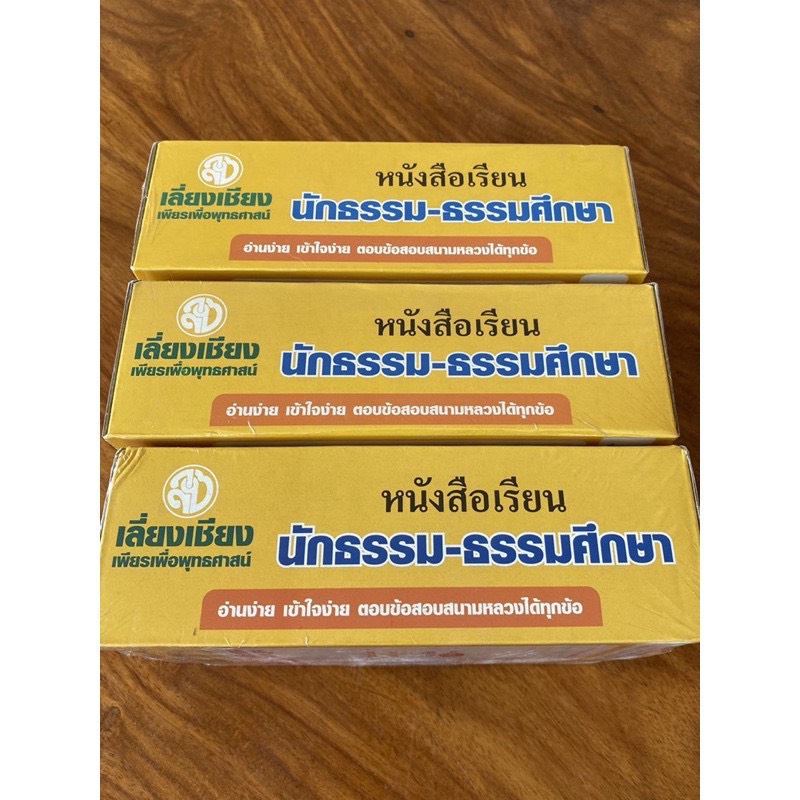 เลี่ยงเชียง
เพียรเพื่อพุทธศาสน์
หนังสือเรียน
นักธรรม-ธรรมศึกษา
อ่านง่าย เข้าใจง่าย ตอบข้อสอบสนามหลวงได้ทุกข้อ
เลี่ยงเชียง
เพียรเพื่อพุทธศาสน์
หนังสือเรียน
นักธรรม-ธรรมศึกษา
อ่านง่าย เข้าใจง่าย ตอบข้อสอบสนามหลวงได้ทุกข้อ
เลี่ยงเชียง
เพียรเพื่อพุทธศาสน์
หนังสือเรียน
นักธรรม-ธรรมศึกษา
อ่านง่าย เข้าใจง่าย ตอบข้อสอบสนามหลวงได้ทุกข้อ